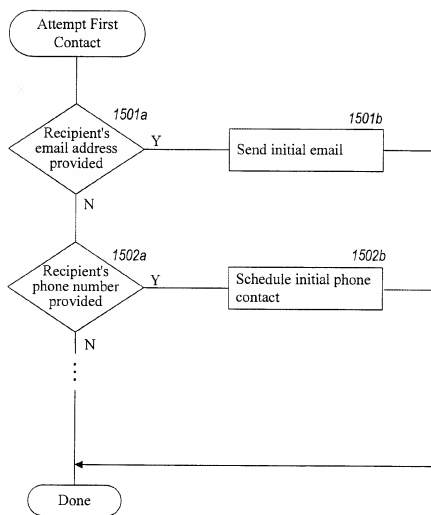 Attempt First
Contact
1501a
Recipient's
email address
provided
Y
1501b
Send initial email
N
1502a
Recipient's
phone number
provided
Y
1502b
Schedule initial phone
contact
N
Done